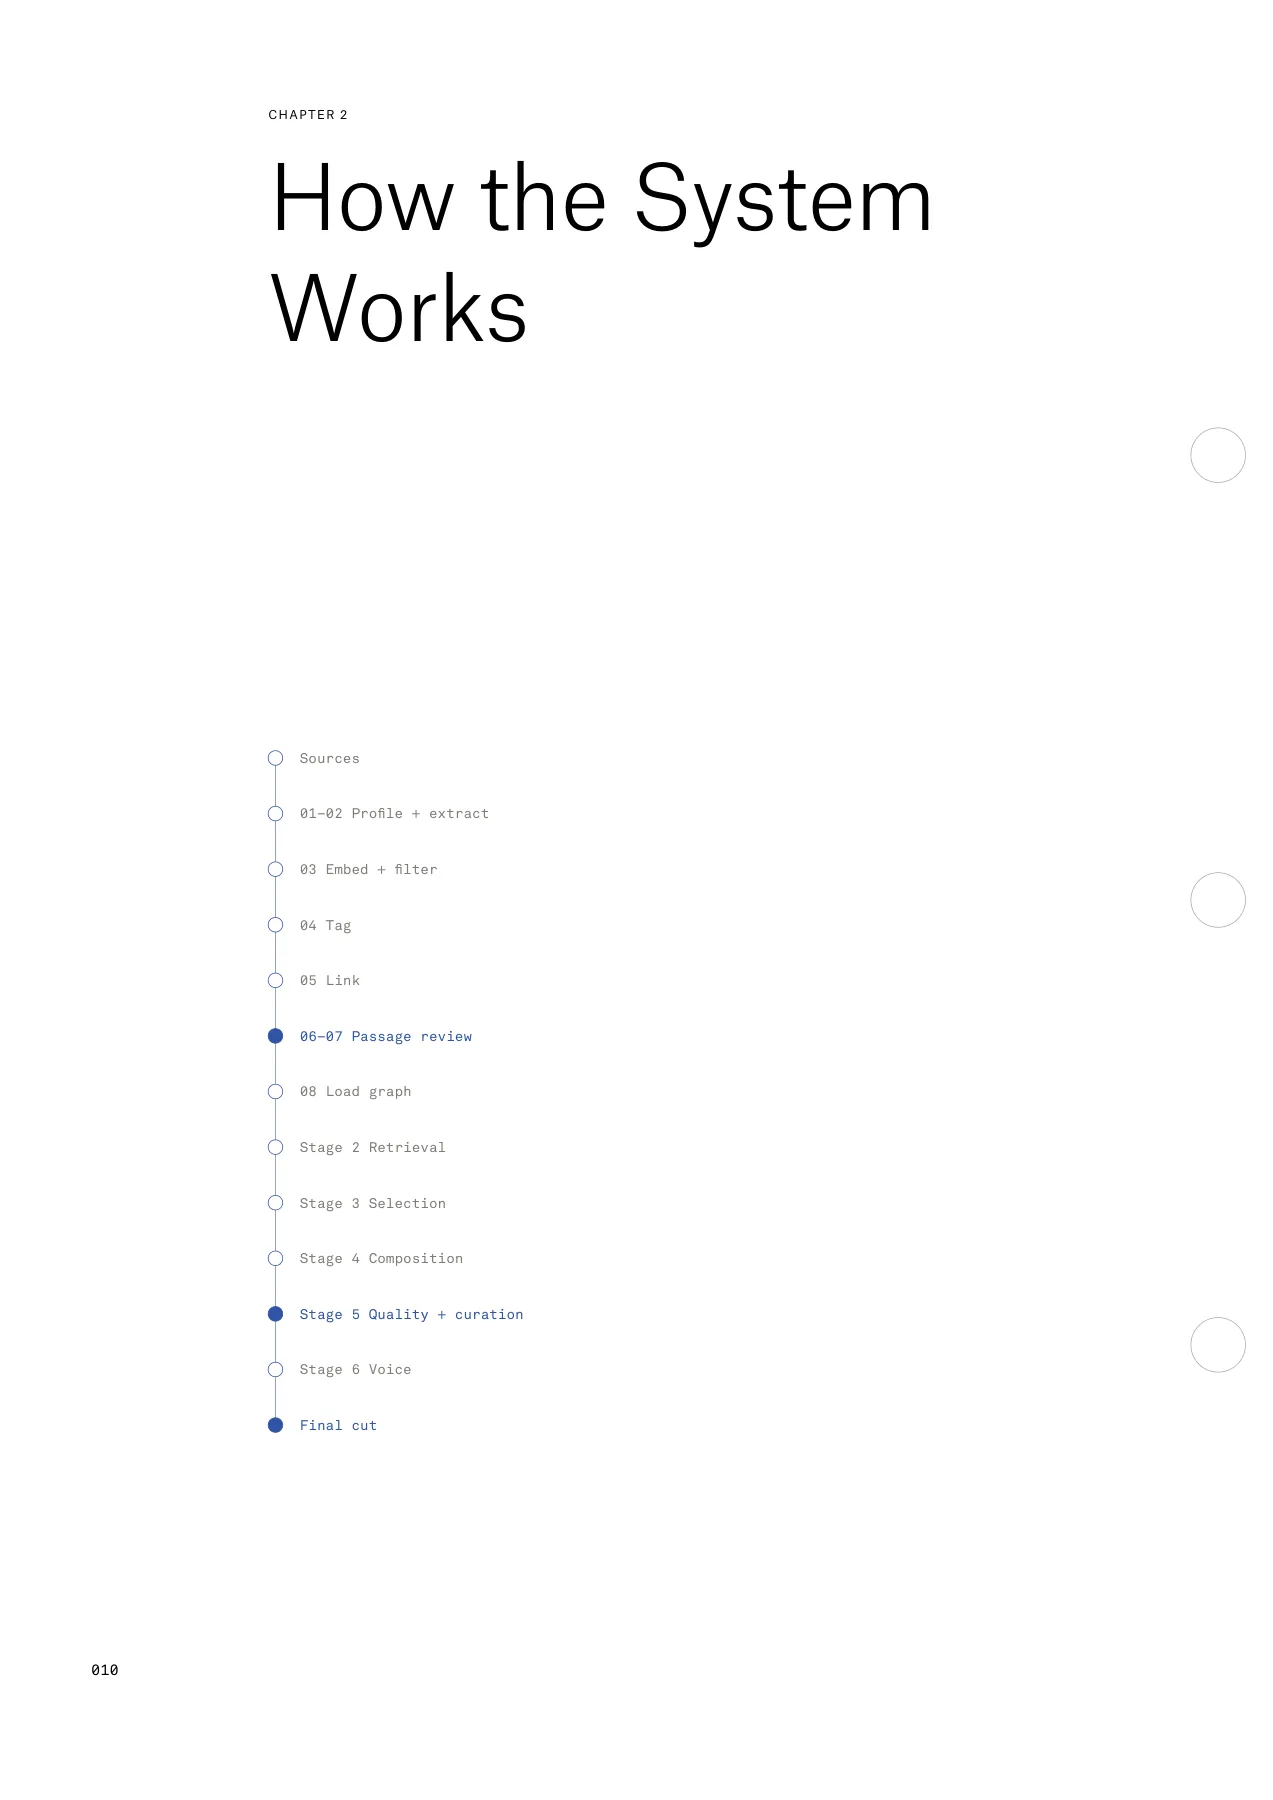 CHAPTER 2
How the System
Works
Sources
01–02 Profile + extract
03 Embed + filter
04 Tag
05 Link
06–07 Passage review
08 Load graph
Stage 2 Retrieval
Stage 3 Selection
Stage 4 Composition
Stage 5 Quality + curation
Stage 6 Voice
Final cut
010